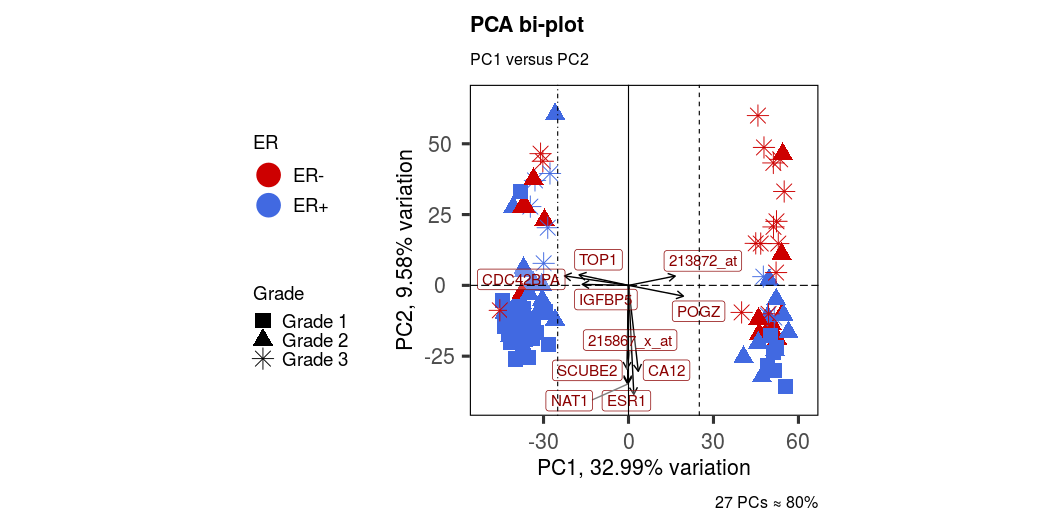 PCA bi-plot
PC1 versus PC2
ER
ER-
ER+
Grade
Grade 1
Grade 2
Grade 3
PC2, 9.58% variation
50
25
0
-25
TOP1
213872_at
CDC42BPA
IGFBP5
POGZ
215867_x_at
SCUBE2
CA12
NAT1
ESR1
-30
0
30
60
PC1, 32.99% variation
27 PCs ≈ 80%